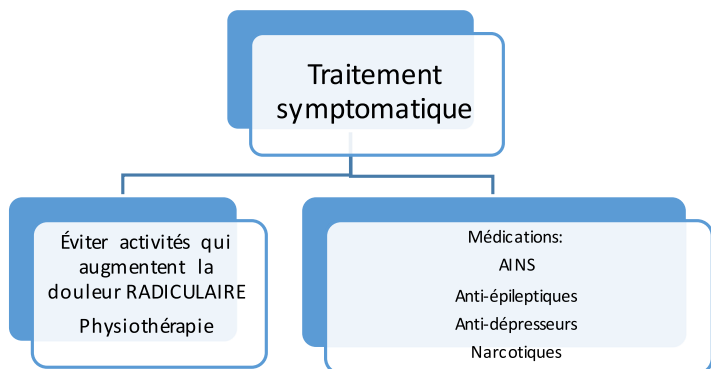 Traitement
symptomatique
Éviter activités qui
augmentent la
douleur RADICULAIRE
Physiothérapie
Médications:
AINS
Anti-épileptiques
Anti-dépresseurs
Narcotiques